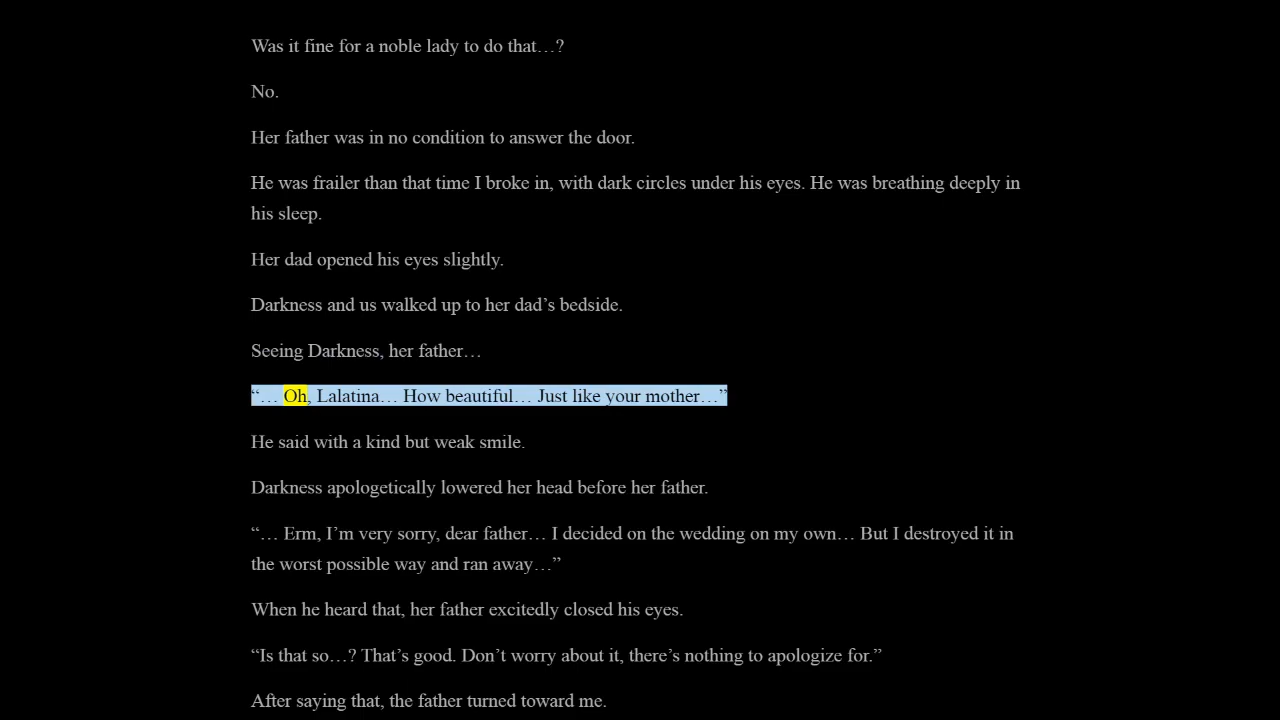 Was it fine for a noble lady to do that…?
No.
Her father was in no condition to answer the door.
He was frailer than that time I broke in, with dark circles under his eyes. He was breathing deeply in
his sleep.
Her dad opened his eyes slightly.
Darkness and us walked up to her dad’s bedside.
Seeing Darkness, her father…
“… Oh, Lalatina… How beautiful… Just like your mother…”
He said with a kind but weak smile.
Darkness apologetically lowered her head before her father.
“… Erm, I’m very sorry, dear father… I decided on the wedding on my own… But I destroyed it in
the worst possible way and ran away…”
When he heard that, her father excitedly closed his eyes.
“Is that so…? That’s good. Don’t worry about it, there’s nothing to apologize for.”
After saying that, the father turned toward me.